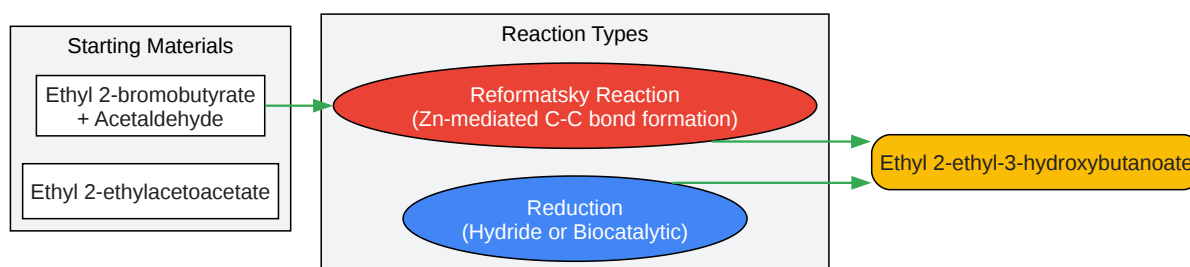 Starting Materials
Ethyl 2-bromobutyrate
+ Acetaldehyde
Ethyl 2-ethylacetoacetate
Reaction Types
Reformatsky Reaction
(Zn-mediated C-C bond formation)
Reduction
(Hydride or Biocatalytic)
Ethyl 2-ethyl-3-hydroxybutanoate